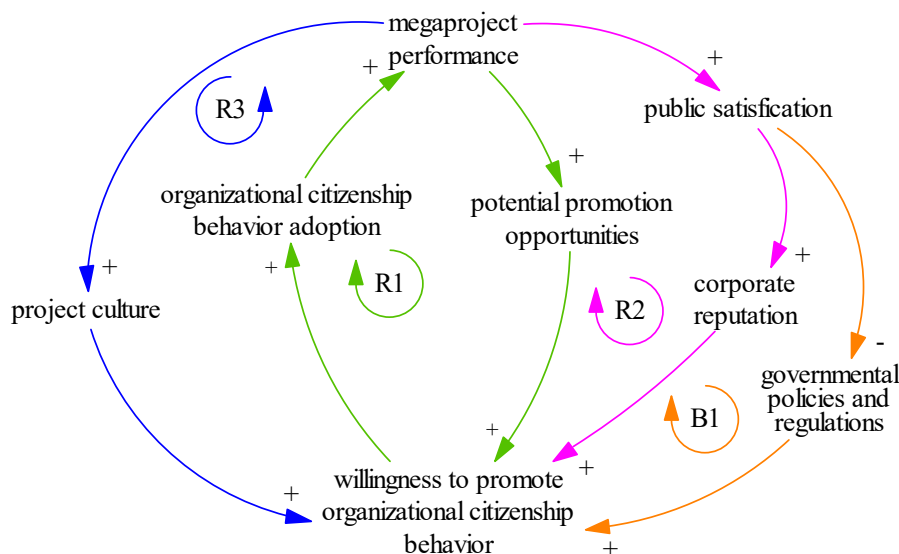 megaproject
performance
+
+
R3
public satisfication
+
organizational citizenship
behavior adoption
potential promotion
opportunities
+
+
+
R1
R2
corporate
reputation
project culture
-
governmental
policies and
regulations
B1
+
+
+
willingness to promote
organizational citizenship
behavior
+